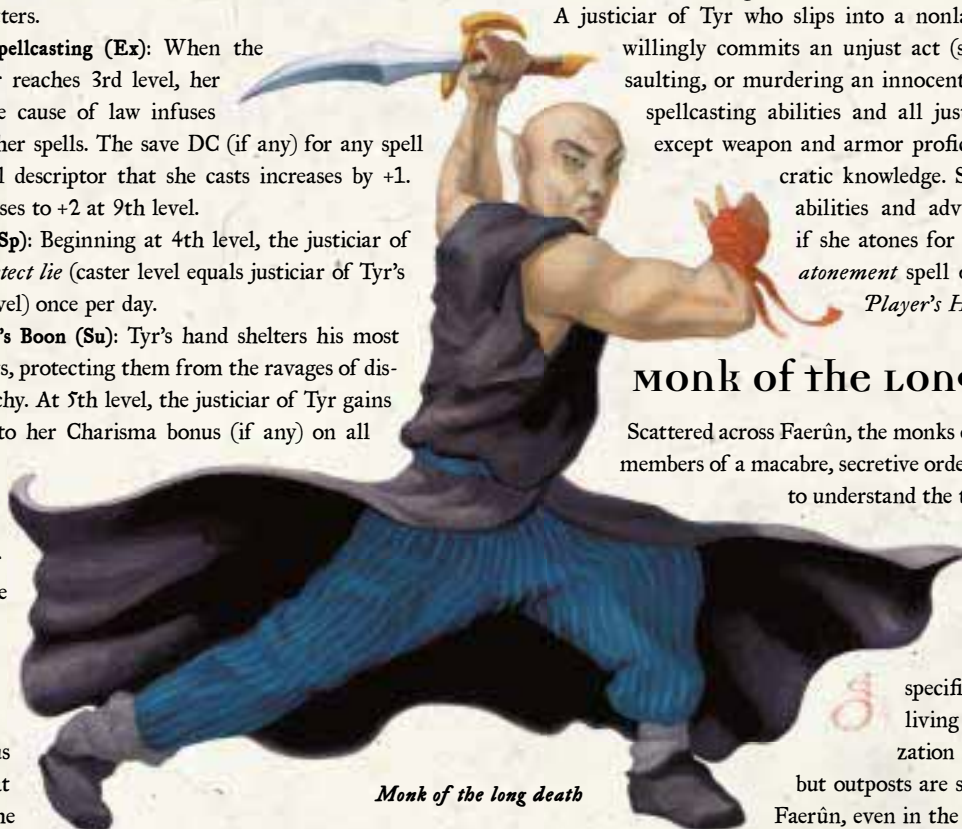 ters.
pellcasting (Ex): When the
r reaches 3rd level, her
e cause of law infuses
her spells. The save DC (if any) for any spell
l descriptor that she casts increases by +1.
ses to +2 at 9th level.
Sp): Beginning at 4th level, the justiciar of
tect lie (caster level equals justiciar of Tyr's
vel) once per day.
's Boon (Su): Tyr's hand shelters his most
s, protecting them from the ravages of dis-
chy. At 5th level, the justiciar of Tyr gains
to her Charisma bonus (if any) on all
e
us
at
he
Monk of the long death
A justiciar of Tyr who slips into a nonla
willingly commits an unjust act (s
saulting, or murdering an innocent
spellcasting abilities and all jus
except weapon and armor profic
cratic knowledge. S
abilities and adv
if she atones for
atonement spell
Player's H
Monk of the Lon
Scattered across Faerûn, the monks
members of a macabre, secretive orde
to understand the t
specifi
living
zation
but outposts are s
Faerûn, even in the